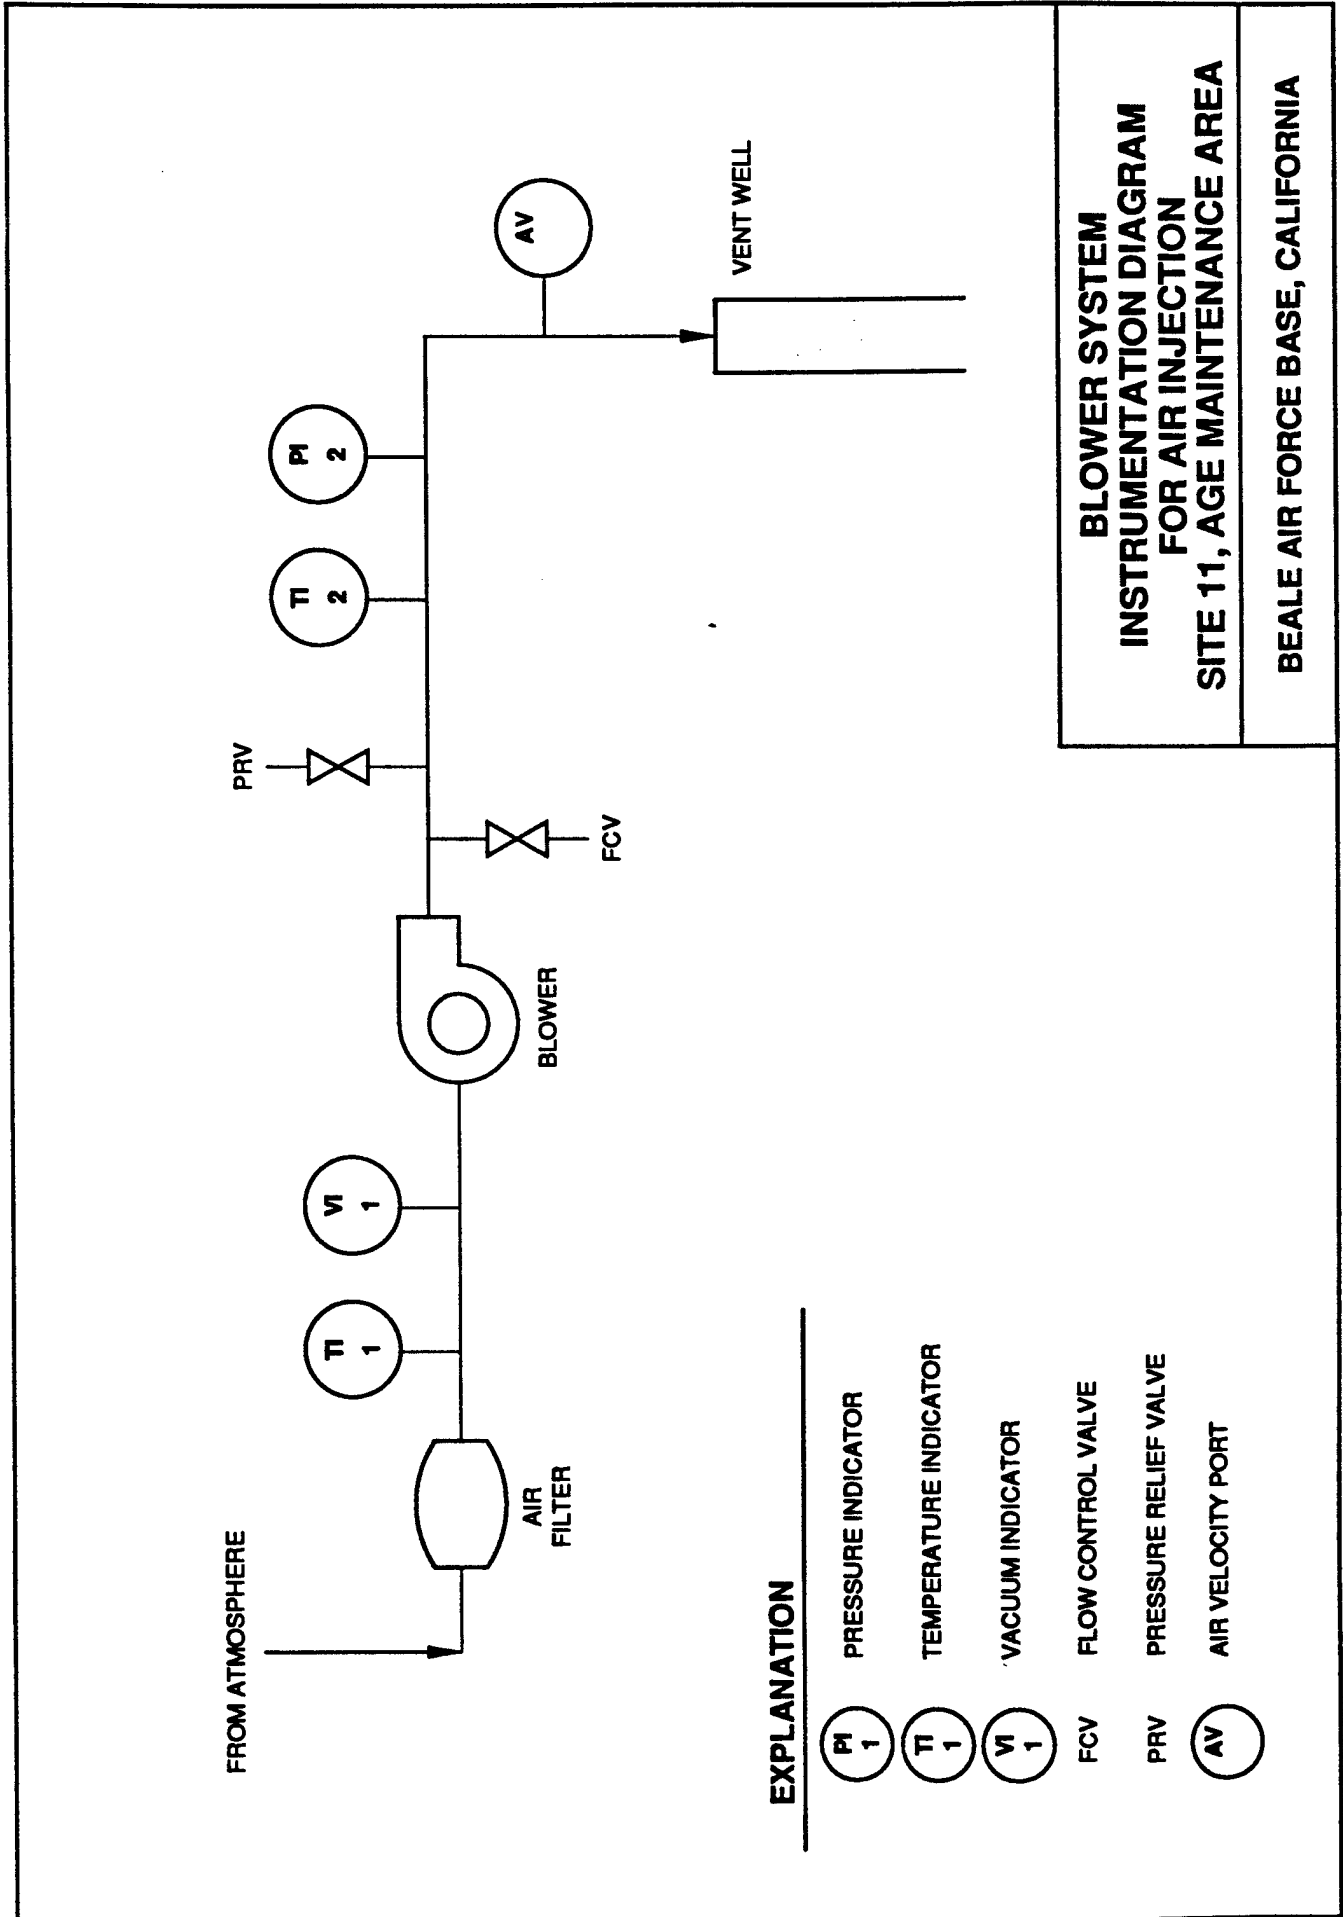 FROM ATMOSPHERE
AIR
FILTER
TI
1
VI
1
BLOWER
FCV
PRV
TI
2
PI
2
AV
VENT WELL
EXPLANATION
PI
1
PRESSURE INDICATOR
TI
1
TEMPERATURE INDICATOR
VI
1
VACUUM INDICATOR
FCV
FLOW CONTROL VALVE
PRV
PRESSURE RELIEF VALVE
AV
AIR VELOCITY PORT
BLOWER SYSTEM
INSTRUMENTATION DIAGRAM
FOR AIR INJECTION
SITE 11, AGE MAINTENANCE AREA
BEALE AIR FORCE BASE, CALIFORNIA